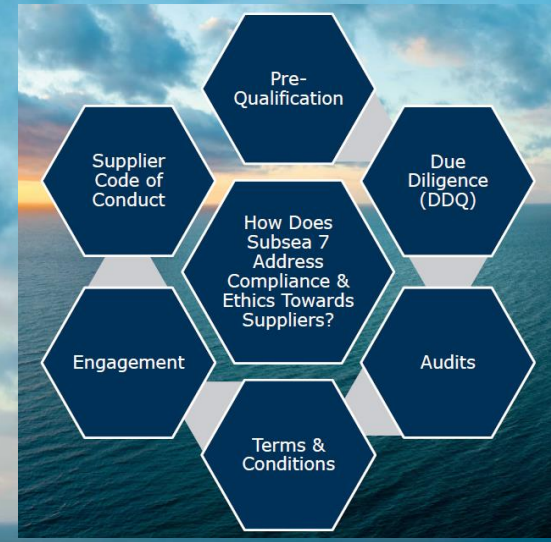 Pre-
Qualification
Due
Diligence
(DDQ)
Audits
Terms &
Conditions
Engagement
Supplier
Code of
Conduct
How Does
Subsea 7
Address
Compliance &
Ethics Towards
Suppliers?